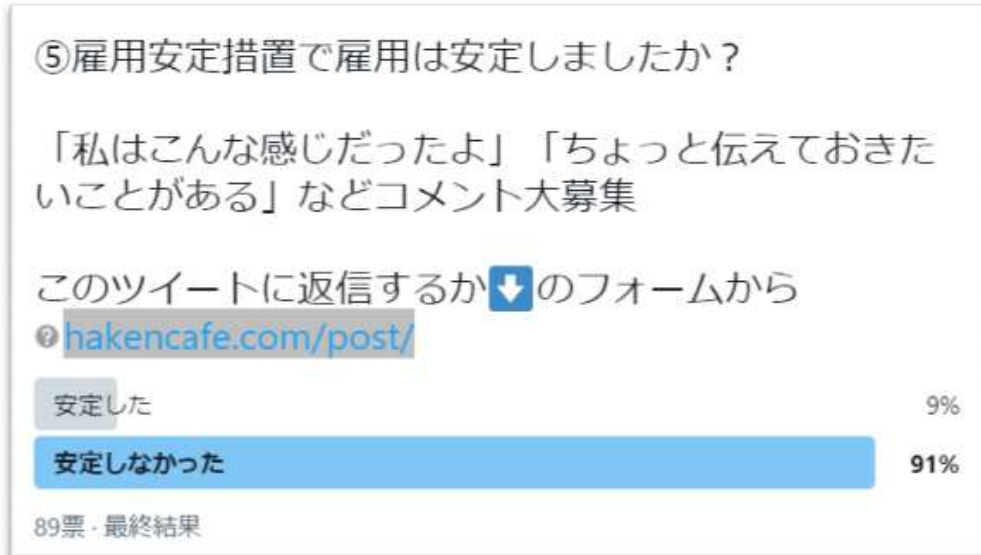 ⑤雇用安定措置で雇用は安定しましたか？
「私はこんな感じだったよ」「ちょっと伝えておきた
いことがある」などコメント大募集
このツイートに返信するか⬇のフォームから
hakencafe.com/post/
安定した 9%
安定しなかった 91%
89票 · 最終結果